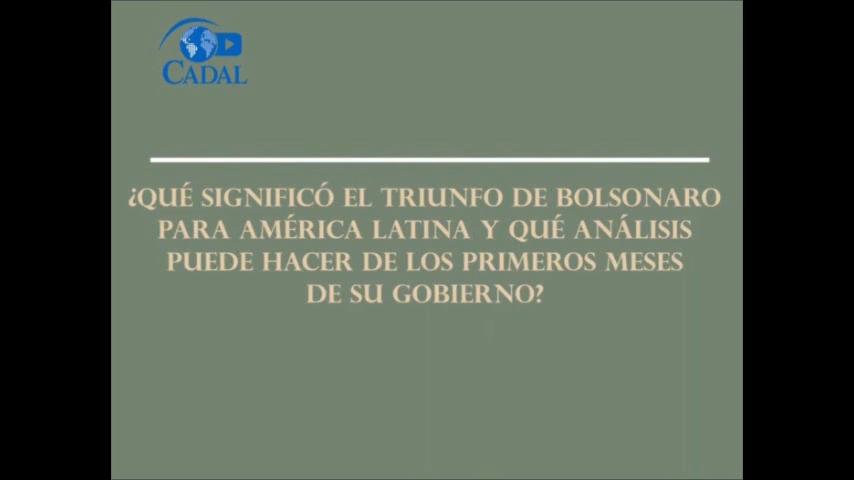 CADAL
¿QUÉ SIGNIFICÓ EL TRIUNFO DE BOLSONARO
PARA AMÉRICA LATINA Y QUÉ ANÁLISIS
PUEDE HACER DE LOS PRIMEROS MESES
DE SU GOBIERNO?